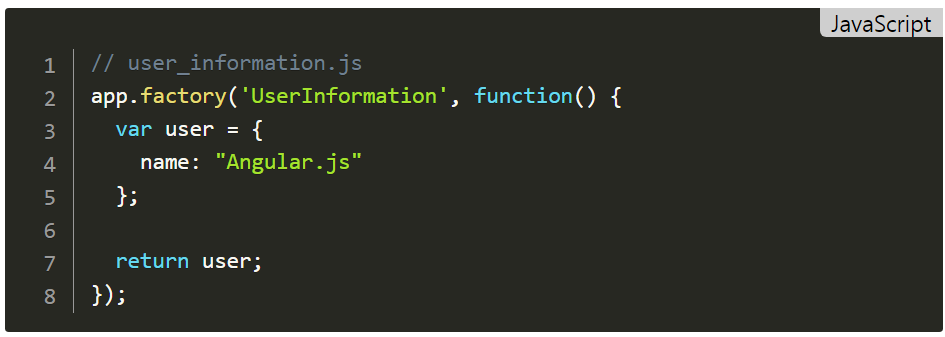 JavaScript
1 // user_information.js
2 app.factory('UserInformation', function() {
3   var user = {
4     name: "Angular.js"
5   };
6
7   return user;
8 });